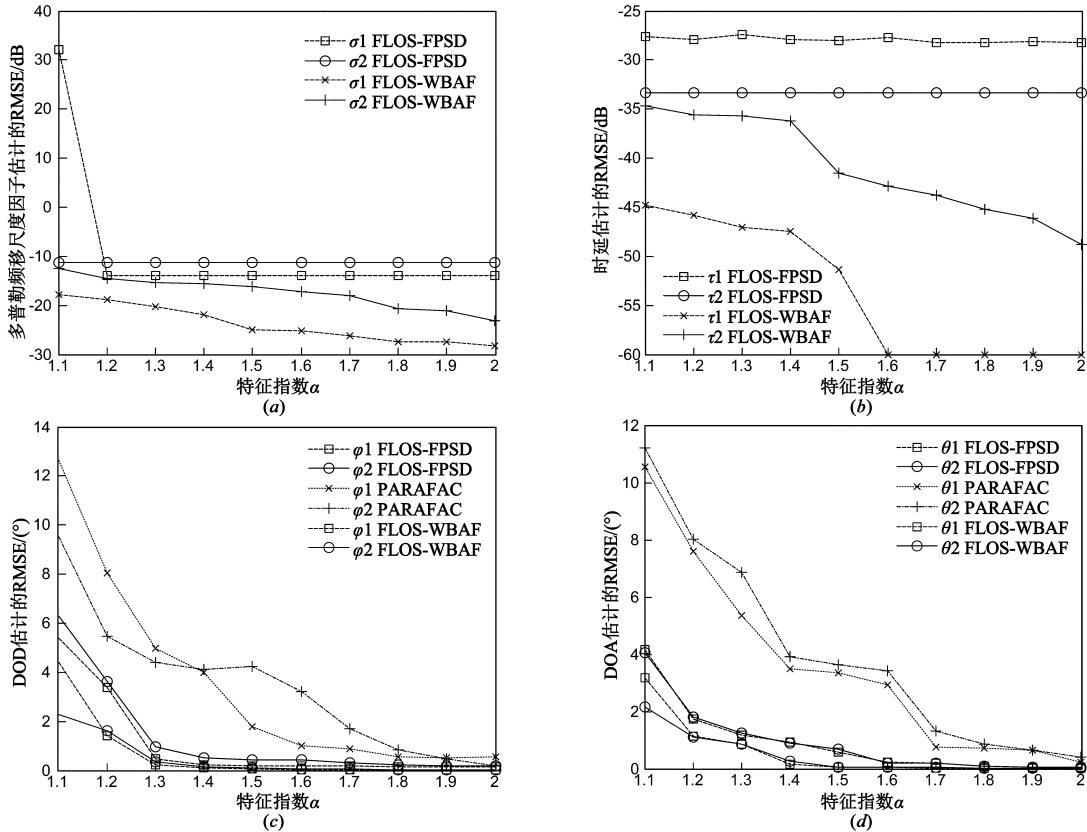 多普勒频移尺度因子估计的RMSE/dB
40
30
20
10
0
-10
-20
-30
σ1 FLOS-FPSD
σ2 FLOS-FPSD
σ1 FLOS-WBAF
σ2 FLOS-WBAF
1.1 1.2 1.3 1.4 1.5 1.6 1.7 1.8 1.9 2
特征指数α
(a)
时延估计的RMSE/dB
-25
-30
-35
-40
-45
-50
-55
-60
τ1 FLOS-FPSD
τ2 FLOS-FPSD
τ1 FLOS-WBAF
τ2 FLOS-WBAF
1.1 1.2 1.3 1.4 1.5 1.6 1.7 1.8 1.9 2
特征指数α
(b)
DOD估计的RMSE/(°)
14
12
10
8
6
4
2
0
φ1 FLOS-FPSD
φ2 FLOS-FPSD
φ1 PARAFAC
φ2 PARAFAC
φ1 FLOS-WBAF
φ2 FLOS-WBAF
1.1 1.2 1.3 1.4 1.5 1.6 1.7 1.8 1.9 2
特征指数α
(c)
DOA估计的RMSE/(°)
12
10
8
6
4
2
0
θ1 FLOS-FPSD
θ2 FLOS-FPSD
θ1 PARAFAC
θ2 PARAFAC
θ1 FLOS-WBAF
θ2 FLOS-WBAF
1.1 1.2 1.3 1.4 1.5 1.6 1.7 1.8 1.9 2
特征指数α
(d)